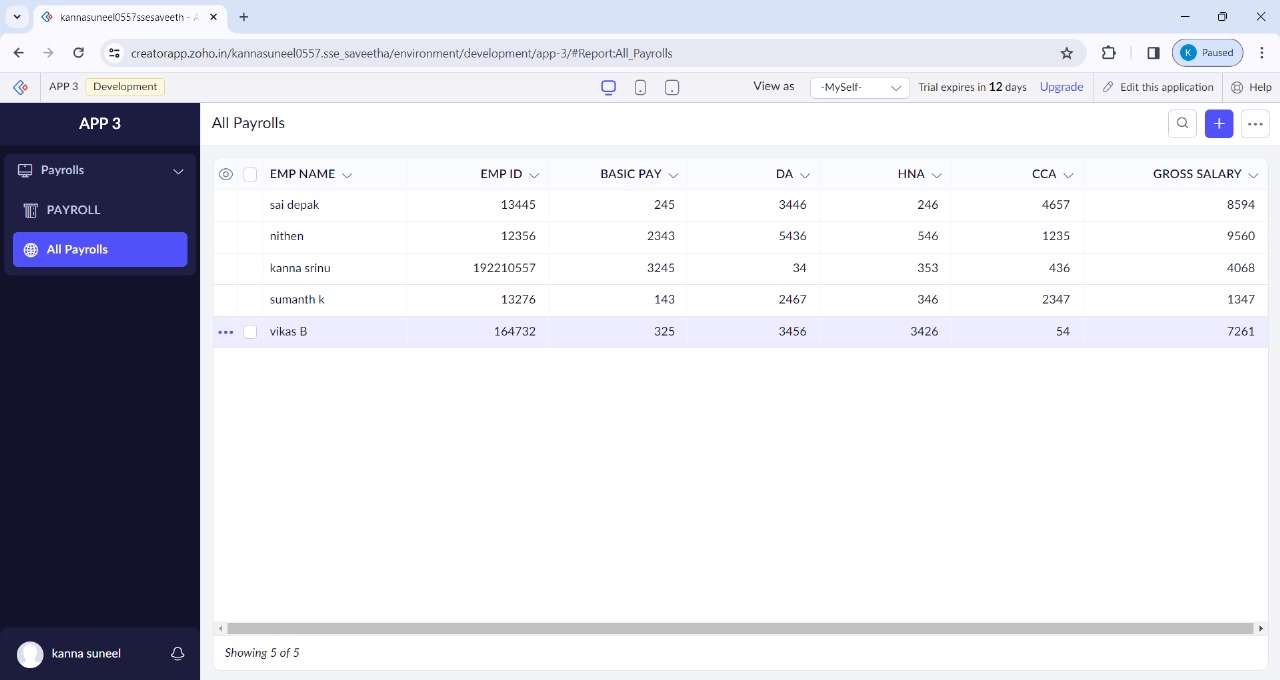 kannasuneel0557ssesaveeth - A
creatorapp.zoho.in/kannasuneel0557.sse_saveetha/environment/development/app-3/#Report:All_Payrolls
K Paused
APP 3 Development View as -MySelf- Trial expires in 12 days Upgrade Edit this application Help
APP 3 All Payrolls
Payrolls
PAYROLL
All Payrolls
EMP NAME EMP ID BASIC PAY DA HNA CCA GROSS SALARY
sai depak 13445 245 3446 246 4657 8594
nithen 12356 2343 5436 546 1235 9560
kanna srinu 192210557 3245 34 353 436 4068
sumanth k 13276 143 2467 346 2347 1347
vikas B 164732 325 3456 3426 54 7261
kanna suneel
Showing 5 of 5